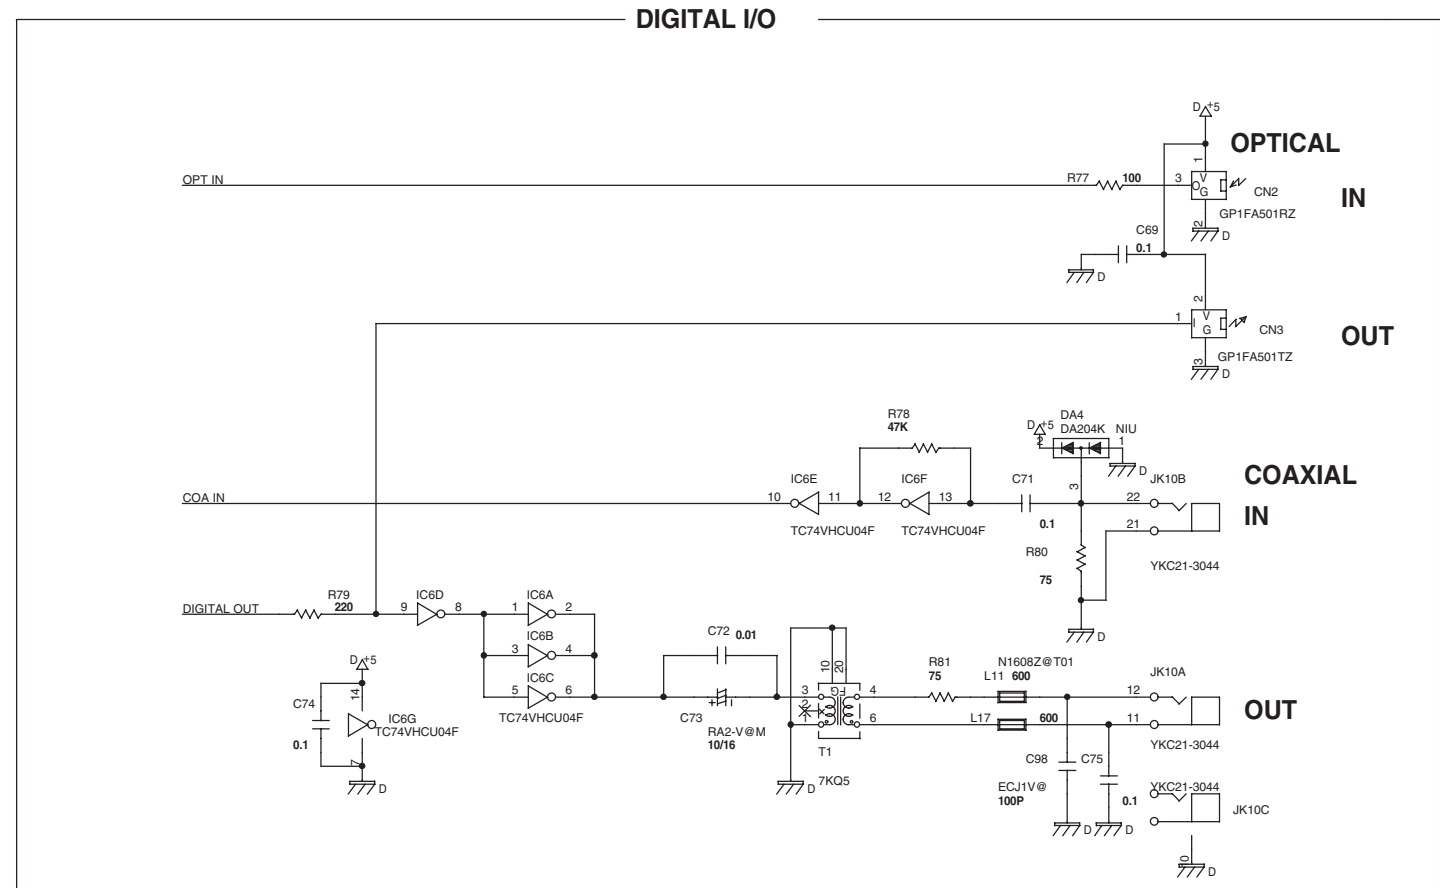 DIGITAL I/O
D +5
OPTICAL
1
OPT IN
R77 100 3 V O G
CN2
IN
GP1FA501RZ
2
D
C69
0.1
D
2
1 V I G
CN3
OUT
GP1FA501TZ
3
D
R78
47K
DA4
DA204K NIU
D +5
2 1
D
COAXIAL
IC6E IC6F C71 3 JK10B
COA IN 10 11 12 13 22
IN
TC74VHCU04F TC74VHCU04F 0.1 21
R80
75
YKC21-3044
D
DIGITAL OUT
R79
220
9 IC6D 8
IC6A
1 2
IC6B
3 4
IC6C
5 6
TC74VHCU04F
C72 0.01
C73
RA2-V@M
10/16
10 20
FG
3 4
2
1 6
T1
7KQ5
D
R81
75
N1608Z@T01
L11 600
L17 600
JK10A
12
11
OUT
YKC21-3044
C98 C75
ECJ1V@
100P
0.1
D D
YKC21-3044
JK10C
D
D +5
14
C74
IC6G
TC74VHCU04F
0.1
7
D